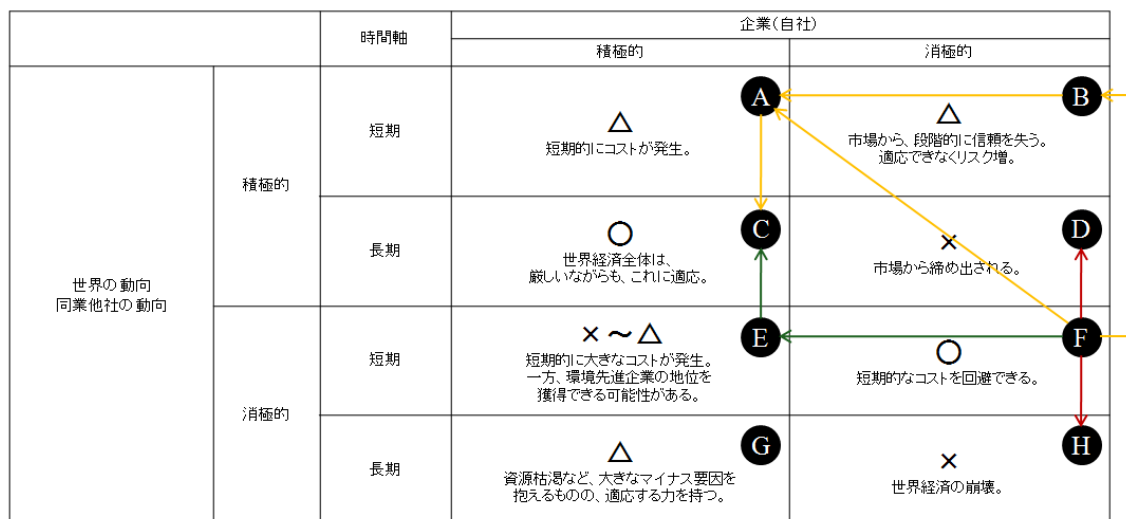 時間軸
企業(自社)
積極的
消極的
世界の動向
同業他社の動向
積極的
短期
A
△
短期的にコストが発生。
B
△
市場から、段階的に信頼を失う。
適応できなくリスク増。
長期
C
○
世界経済全体は、
厳しいながらも、これに適応。
D
×
市場から締め出される。
消極的
短期
E
×～△
短期的に大きなコストが発生。
一方、環境先進企業の地位を
獲得できる可能性がある。
F
○
短期的なコストを回避できる。
長期
G
△
資源枯渇など、大きなマイナス要因を
抱えるものの、適応する力を持つ。
H
×
世界経済の崩壊。